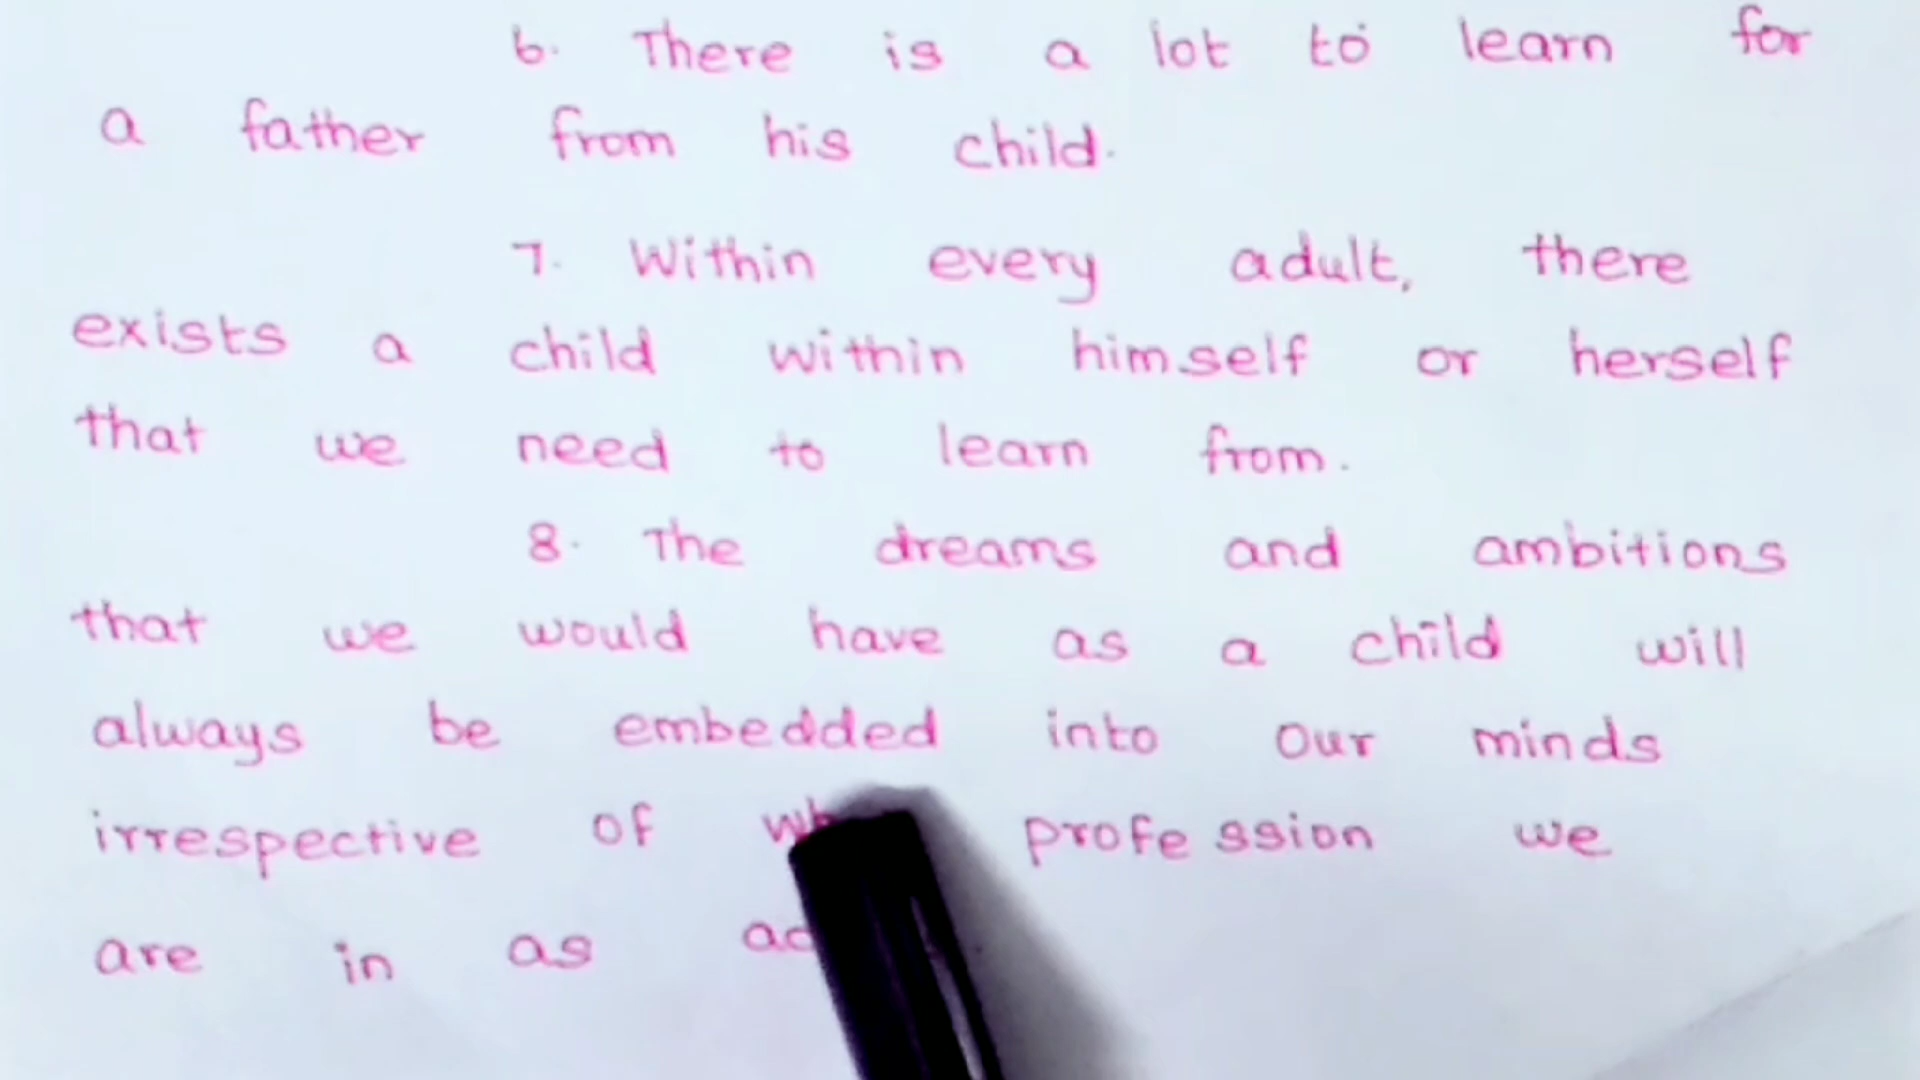 6. There is a lot to learn for
a father from his child.
7. Within every adult, there
exists a child within himself or herself
that we need to learn from.
8. The dreams and ambitions
that we would have as a child will
always be embedded into our minds
irrespective of profession we
are in as